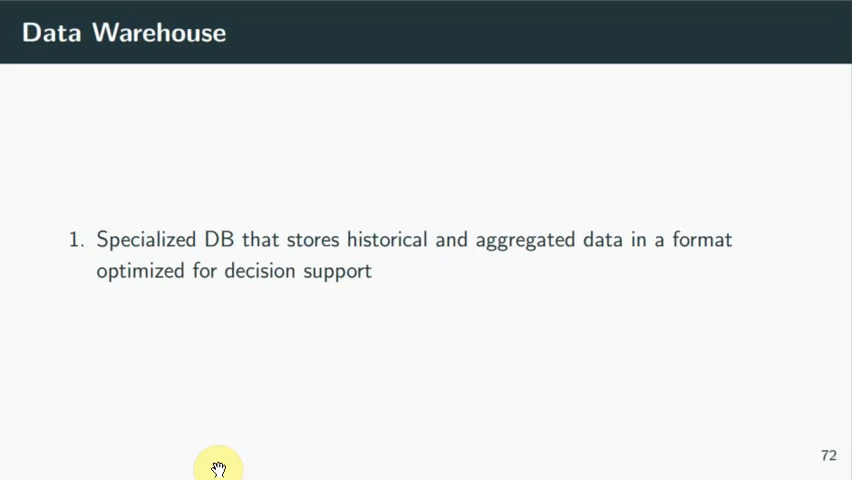 Data Warehouse
1. Specialized DB that stores historical and aggregated data in a format
optimized for decision support
72